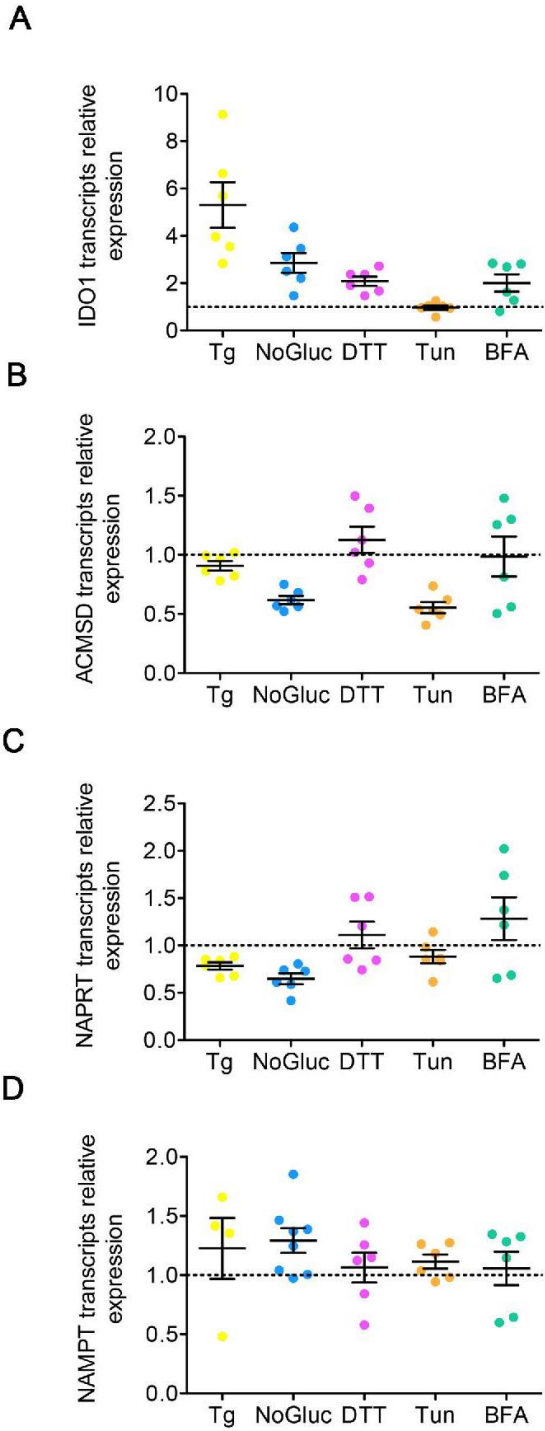 A
IDO1 transcripts relative
expression
10
8
6
4
2
0
Tg NoGluc DTT Tun BFA
B
ACMSD transcripts relative
expression
2.0
1.5
1.0
0.5
0.0
Tg NoGluc DTT Tun BFA
C
NAPRT transcripts relative
expression
2.5
2.0
1.5
1.0
0.5
0.0
Tg NoGluc DTT Tun BFA
D
NAMPT transcripts relative
expression
2.0
1.5
1.0
0.5
0.0
Tg NoGluc DTT Tun BFA